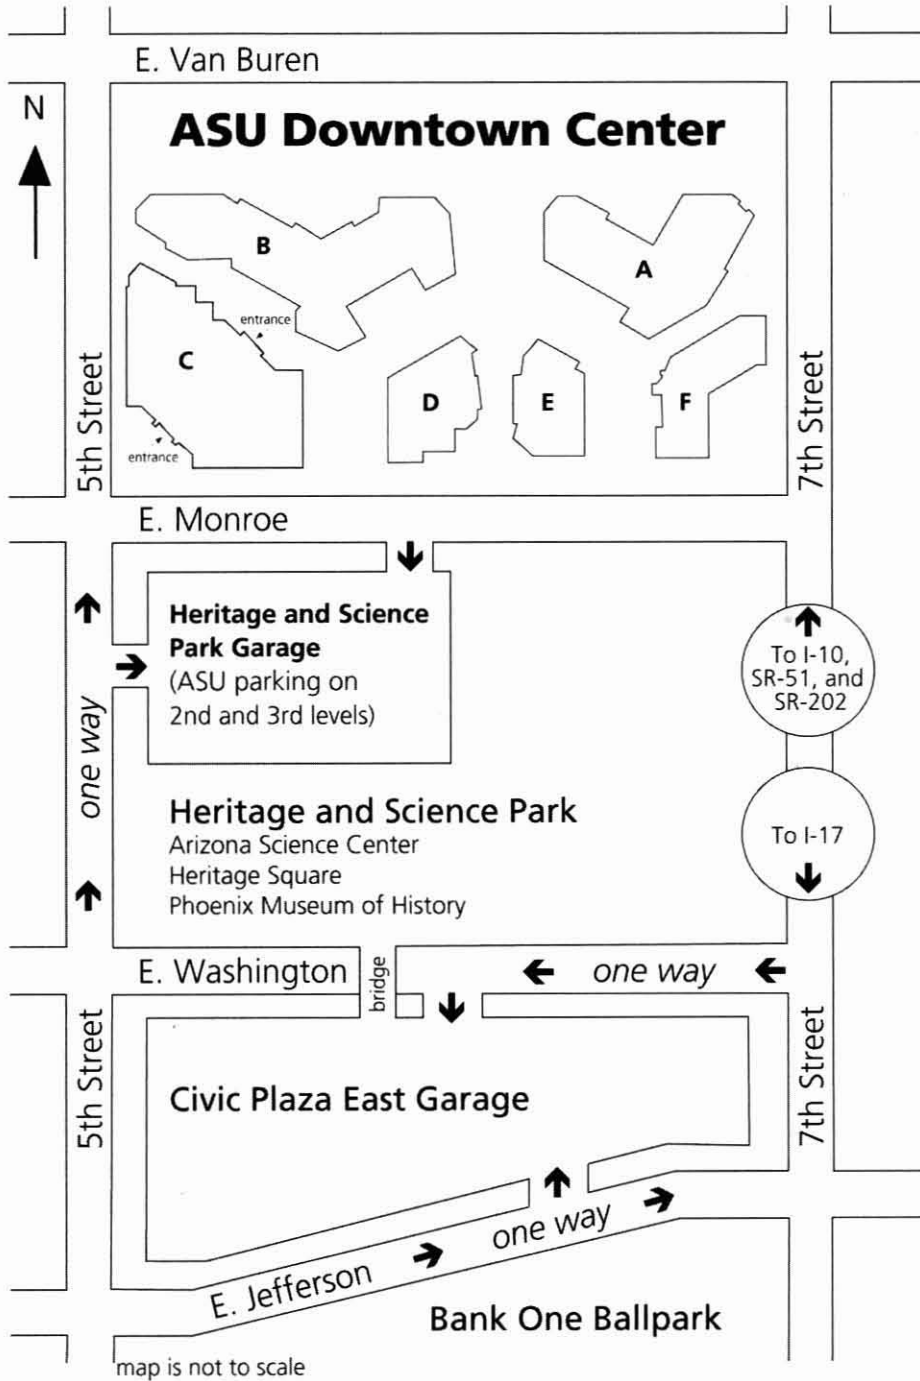 E. Van Buren
N
ASU Downtown Center
B
A
entrance
C
D
E
F
entrance
5th Street
7th Street
E. Monroe
Heritage and Science
Park Garage
(ASU parking on
2nd and 3rd levels)
To I-10,
SR-51, and
SR-202
one way
Heritage and Science Park
Arizona Science Center
Heritage Square
Phoenix Museum of History
To I-17
E. Washington
bridge
one way
5th Street
7th Street
Civic Plaza East Garage
one way
E. Jefferson
Bank One Ballpark
map is not to scale